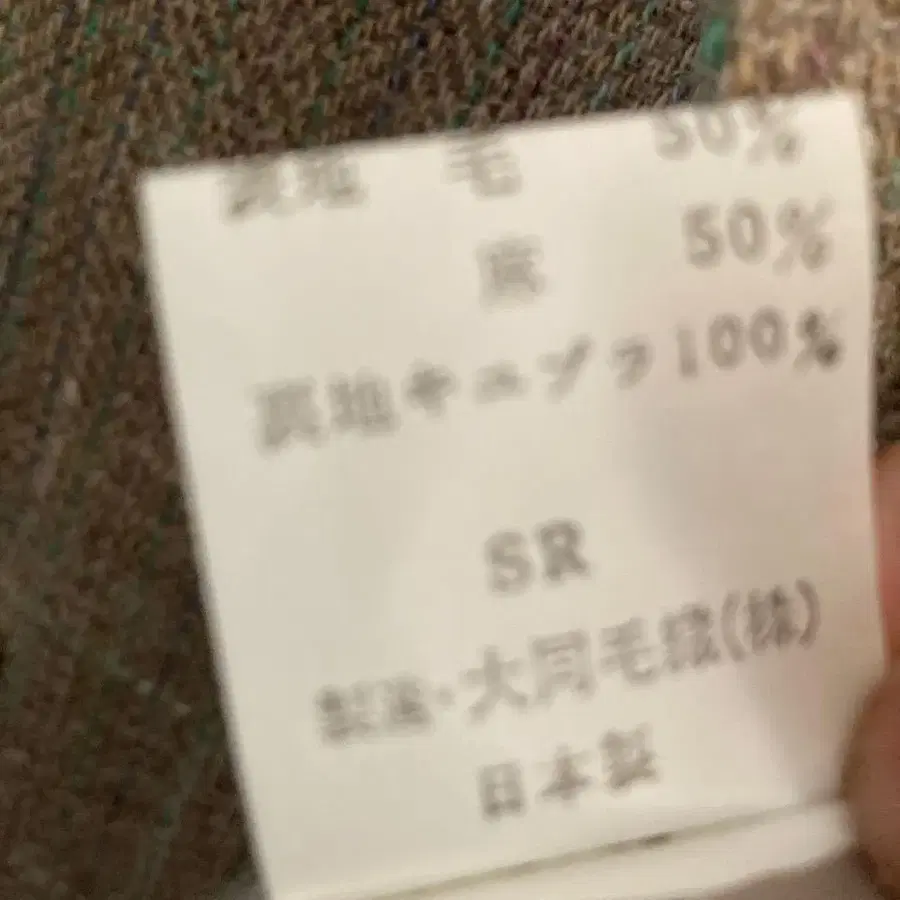 表地 毛 50%
麻 50%
裏地キュプラ100%
SR
製造・大同毛織(株)
日本製